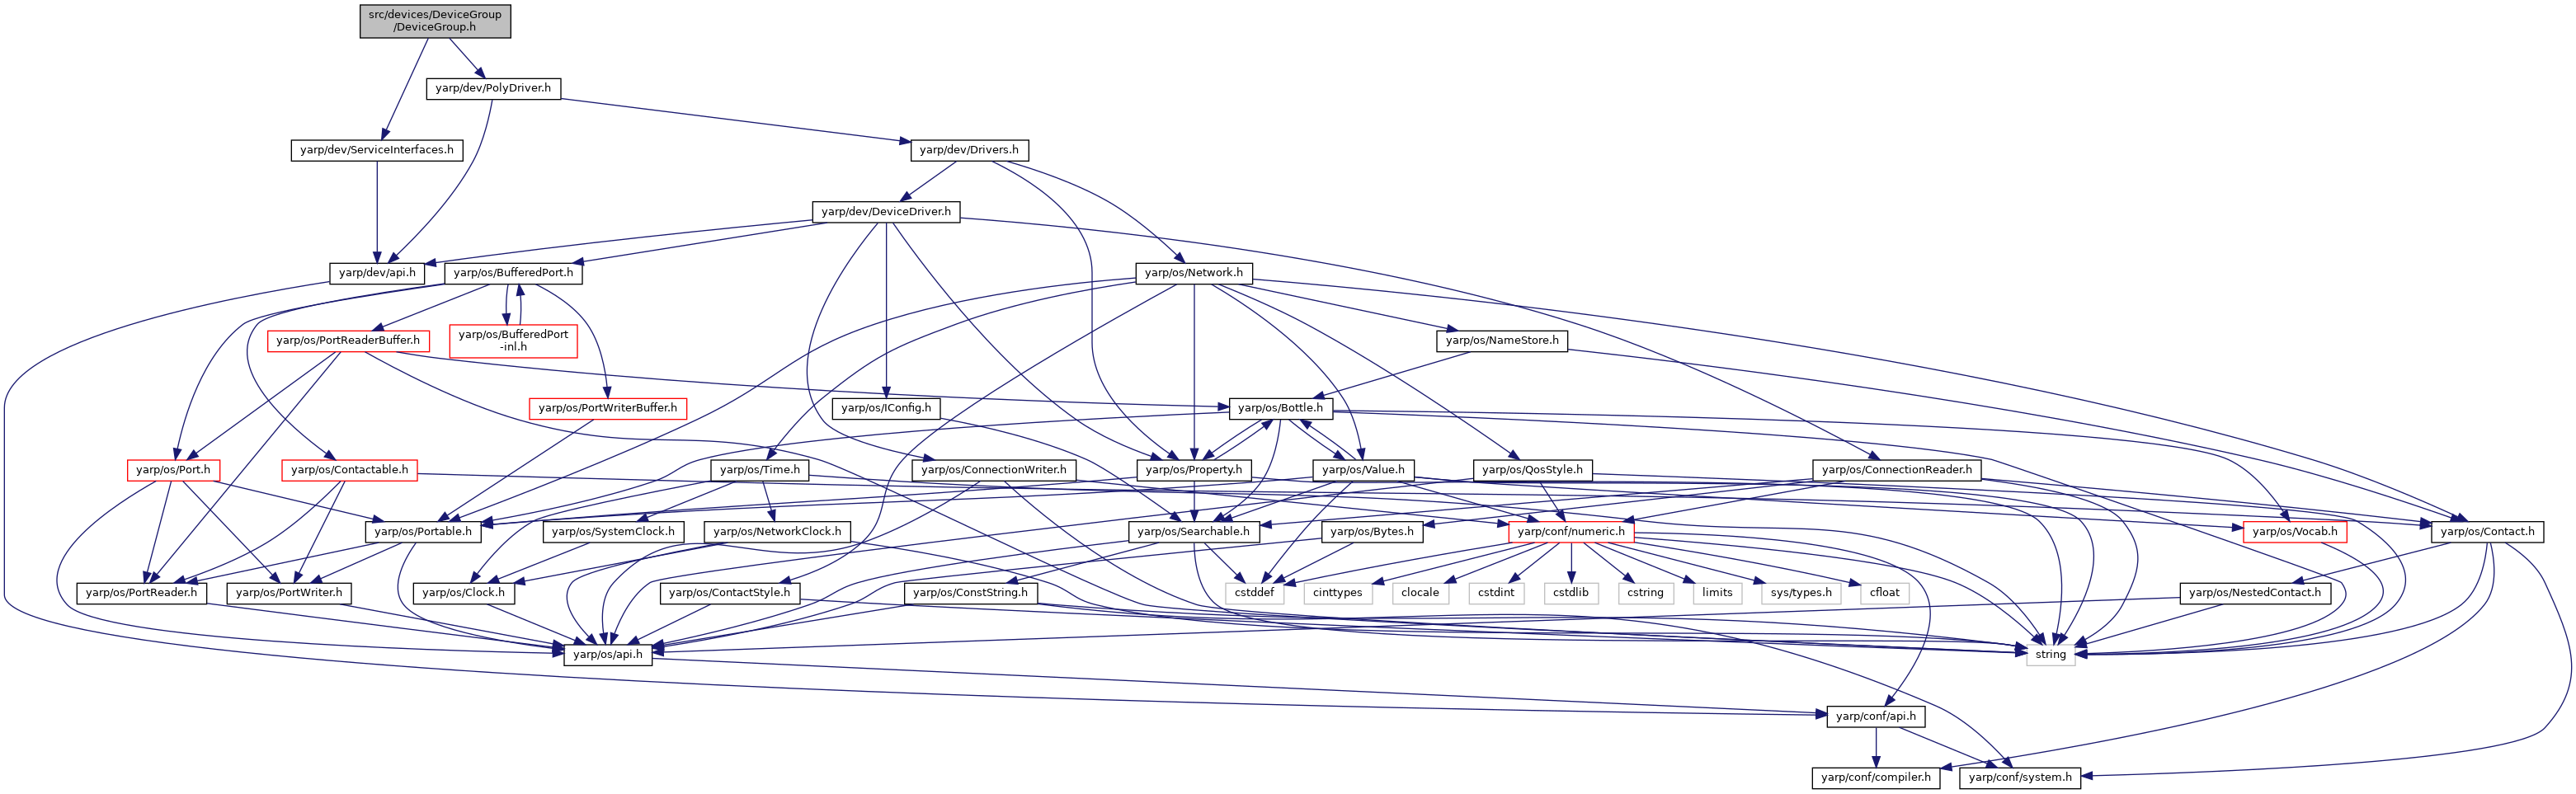 src/devices/DeviceGroup
/DeviceGroup.h
yarp/dev/PolyDriver.h
yarp/dev/ServiceInterfaces.h
yarp/dev/Drivers.h
yarp/dev/DeviceDriver.h
yarp/dev/api.h
yarp/os/BufferedPort.h
yarp/os/Network.h
yarp/os/PortReaderBuffer.h
yarp/os/BufferedPort
-inl.h
yarp/os/NameStore.h
yarp/os/PortWriterBuffer.h
yarp/os/IConfig.h
yarp/os/Bottle.h
yarp/os/Port.h
yarp/os/Contactable.h
yarp/os/Time.h
yarp/os/ConnectionWriter.h
yarp/os/Property.h
yarp/os/Value.h
yarp/os/QosStyle.h
yarp/os/ConnectionReader.h
yarp/os/Portable.h
yarp/os/SystemClock.h
yarp/os/NetworkClock.h
yarp/os/Searchable.h
yarp/os/Bytes.h
yarp/conf/numeric.h
yarp/os/Vocab.h
yarp/os/Contact.h
yarp/os/PortReader.h
yarp/os/PortWriter.h
yarp/os/Clock.h
yarp/os/ContactStyle.h
yarp/os/ConstString.h
cstddef
cinttypes
clocale
cstdint
cstdlib
cstring
limits
sys/types.h
cfloat
yarp/os/NestedContact.h
yarp/os/api.h
string
yarp/conf/api.h
yarp/conf/compiler.h
yarp/conf/system.h